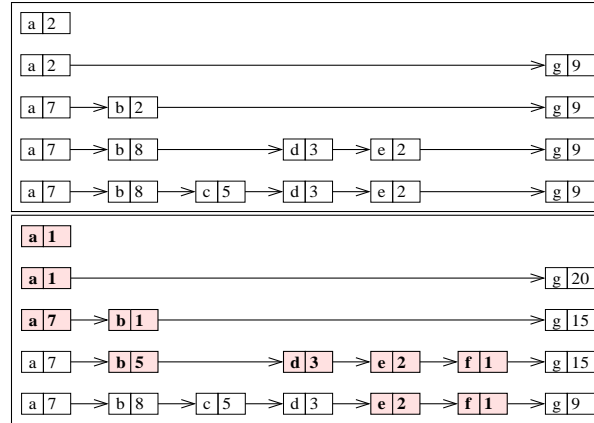 a 2
a 2 g 9
a 7 b 2 g 9
a 7 b 8 d 3 e 2 g 9
a 7 b 8 c 5 d 3 e 2 g 9
a 1
a 1 g 20
a 7 b 1 g 15
a 7 b 5 d 3 e 2 f 1 g 15
a 7 b 8 c 5 d 3 e 2 f 1 g 9